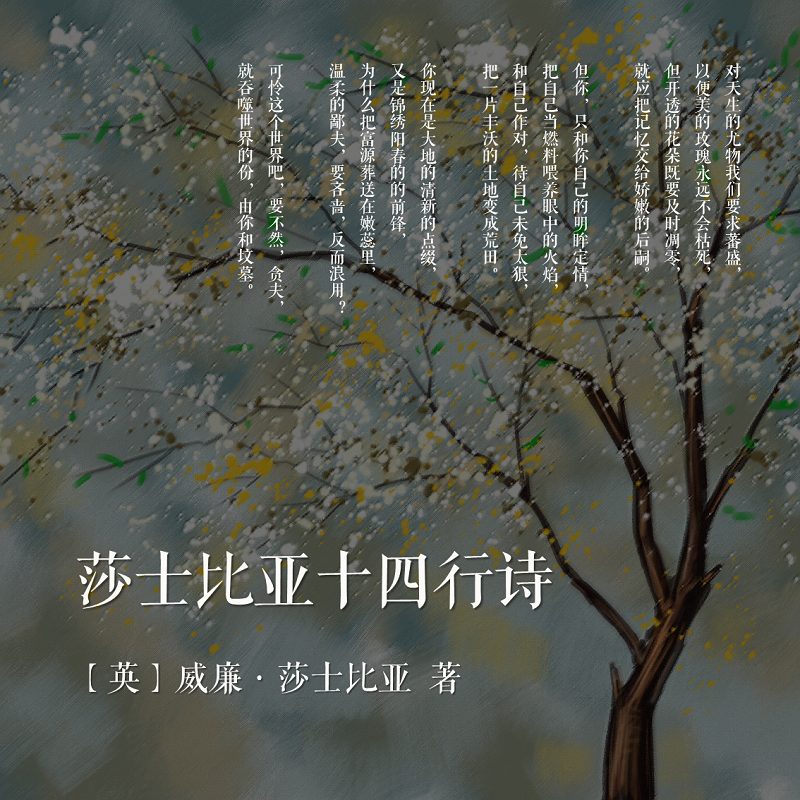 对天生的尤物我们要求蕃盛，
以便美的玫瑰永远不会枯死，
但开透的花朵既要及时凋零，
就应把记忆交给娇嫩的后嗣。
但你，只和你自己的明眸定情，
把自己当燃料喂养眼中的火焰，
和自己作对，待自己未免太狠，
把一片丰沃的土地变成荒田。
你现在是大地的清新的点缀，
又是锦绣阳春的的前锋，
为什么把富源葬送在嫩蕊里，
温柔的鄙夫，要吝啬，反而浪用？
可怜这个世界吧，要不然，贪夫，
就吞噬世界的份，由你和坟墓。
莎士比亚十四行诗
[英]威廉·莎士比亚 著